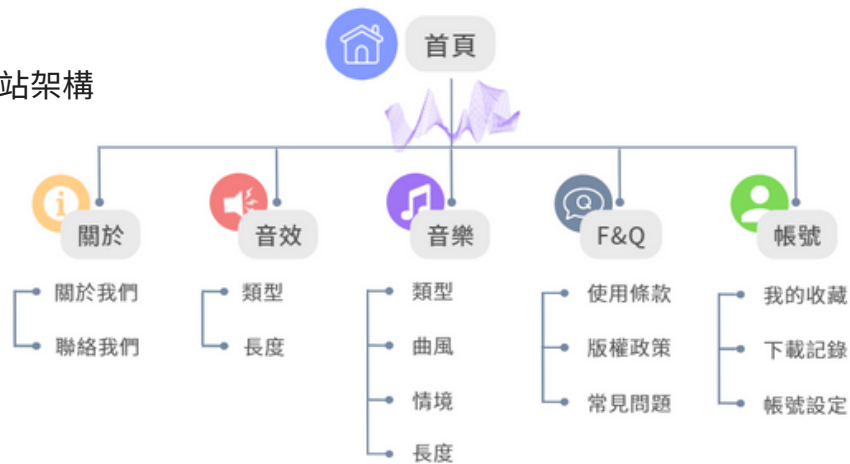 首頁
站架構
關於
音效
音樂
F&Q
帳號
關於我們
聯絡我們
類型
長度
類型
曲風
情境
長度
使用條款
版權政策
常見問題
我的收藏
下載記錄
帳號設定